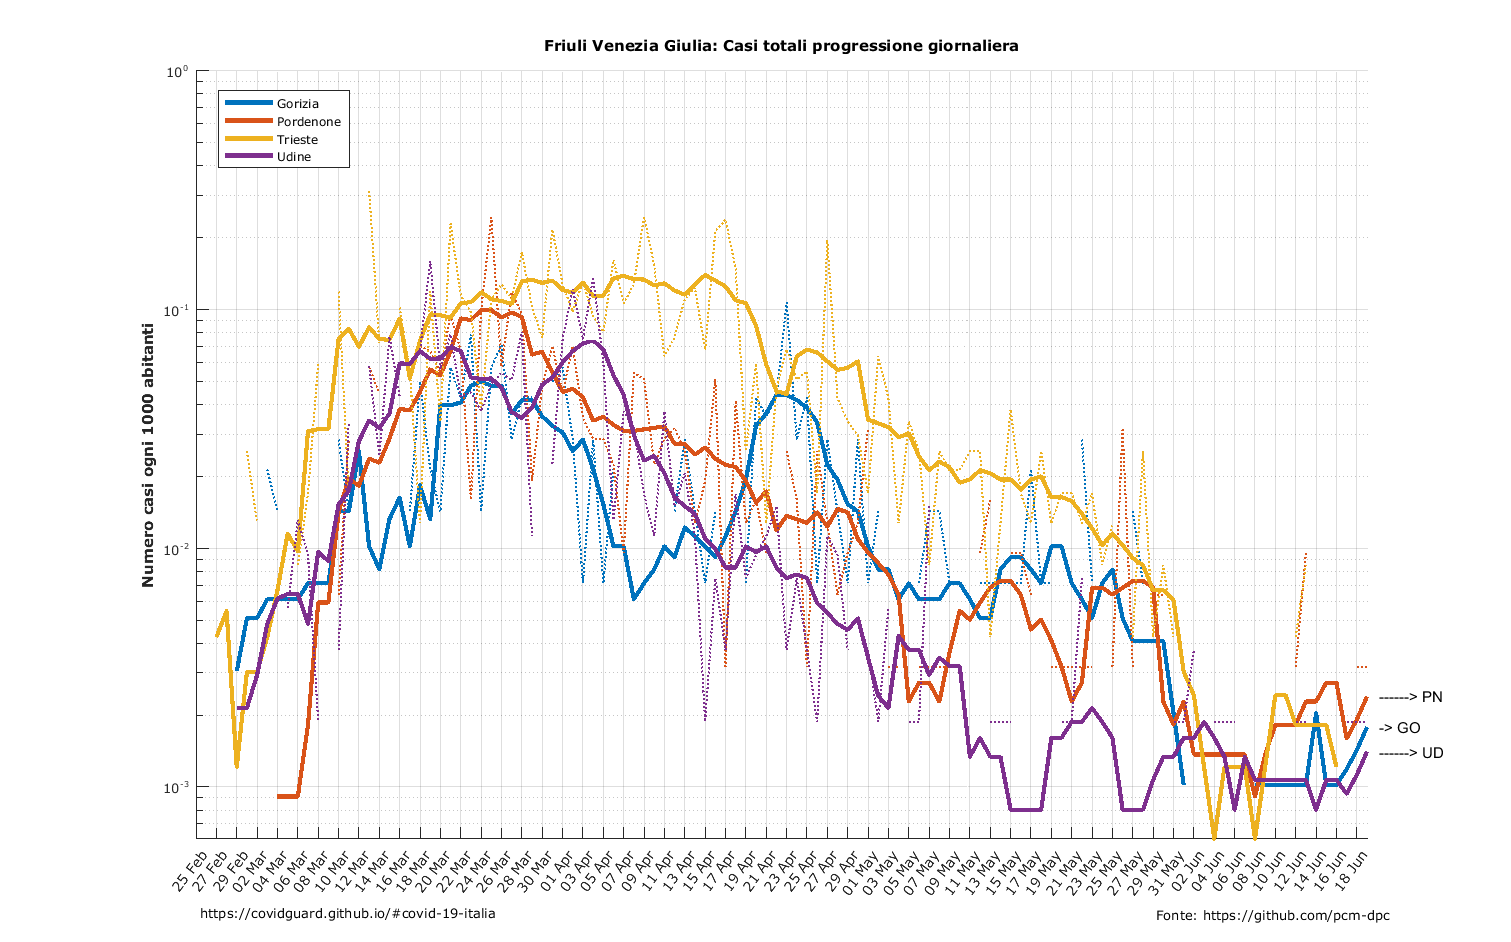 Friuli Venezia Giulia: Casi totali progressione giornaliera
Numero casi ogni 1000 abitanti
10^0
10^-1
10^-2
10^-3
Gorizia
Pordenone
Trieste
Udine
------> PN
-> GO
------> UD
25 Feb
27 Feb
29 Feb
02 Mar
04 Mar
06 Mar
08 Mar
10 Mar
12 Mar
14 Mar
16 Mar
18 Mar
20 Mar
22 Mar
24 Mar
26 Mar
28 Mar
30 Mar
01 Apr
03 Apr
05 Apr
07 Apr
09 Apr
11 Apr
13 Apr
15 Apr
17 Apr
19 Apr
21 Apr
23 Apr
25 Apr
27 Apr
29 Apr
01 May
03 May
05 May
07 May
09 May
11 May
13 May
15 May
17 May
19 May
21 May
23 May
25 May
27 May
29 May
31 May
02 Jun
04 Jun
06 Jun
08 Jun
10 Jun
12 Jun
14 Jun
16 Jun
18 Jun
https://covidguard.github.io/#covid-19-italia
Fonte: https://github.com/pcm-dpc